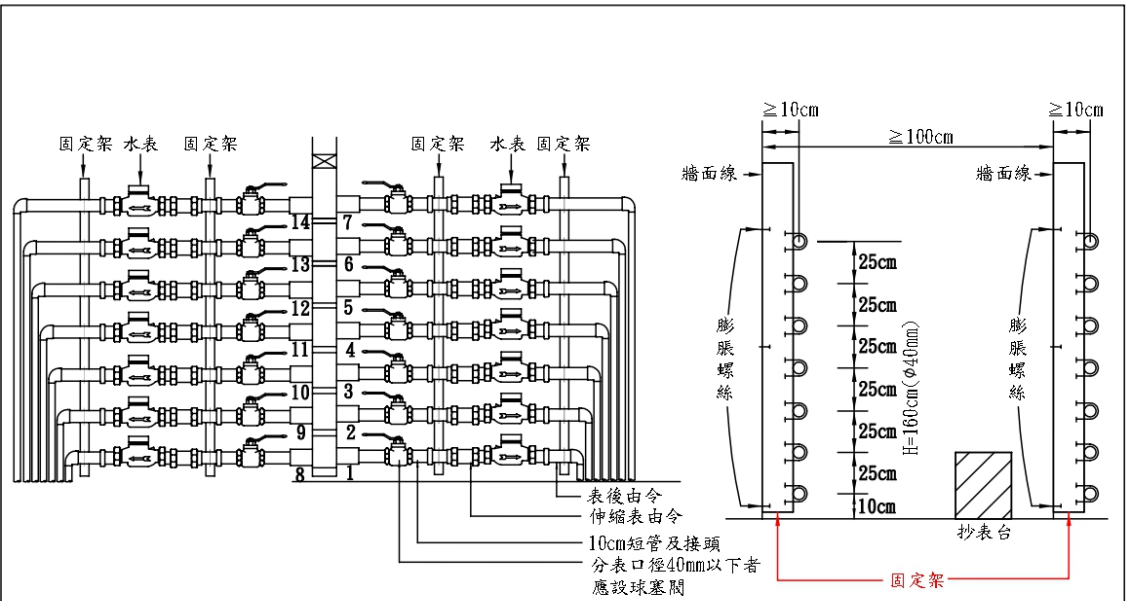 固定架
水表
固定架
固定架
水表
固定架
14 7
13 6
12 5
11 4
10 3
9 2
8 1
表後由令
伸縮表由令
10cm短管及接頭
分表口徑40mm以下者
應設球塞閥
≧10cm
≧10cm
≧100cm
牆面線
牆面線
膨脹螺絲
膨脹螺絲
25cm
25cm
25cm
25cm
25cm
25cm
10cm
H=160cm(φ40mm)
抄表台
固定架